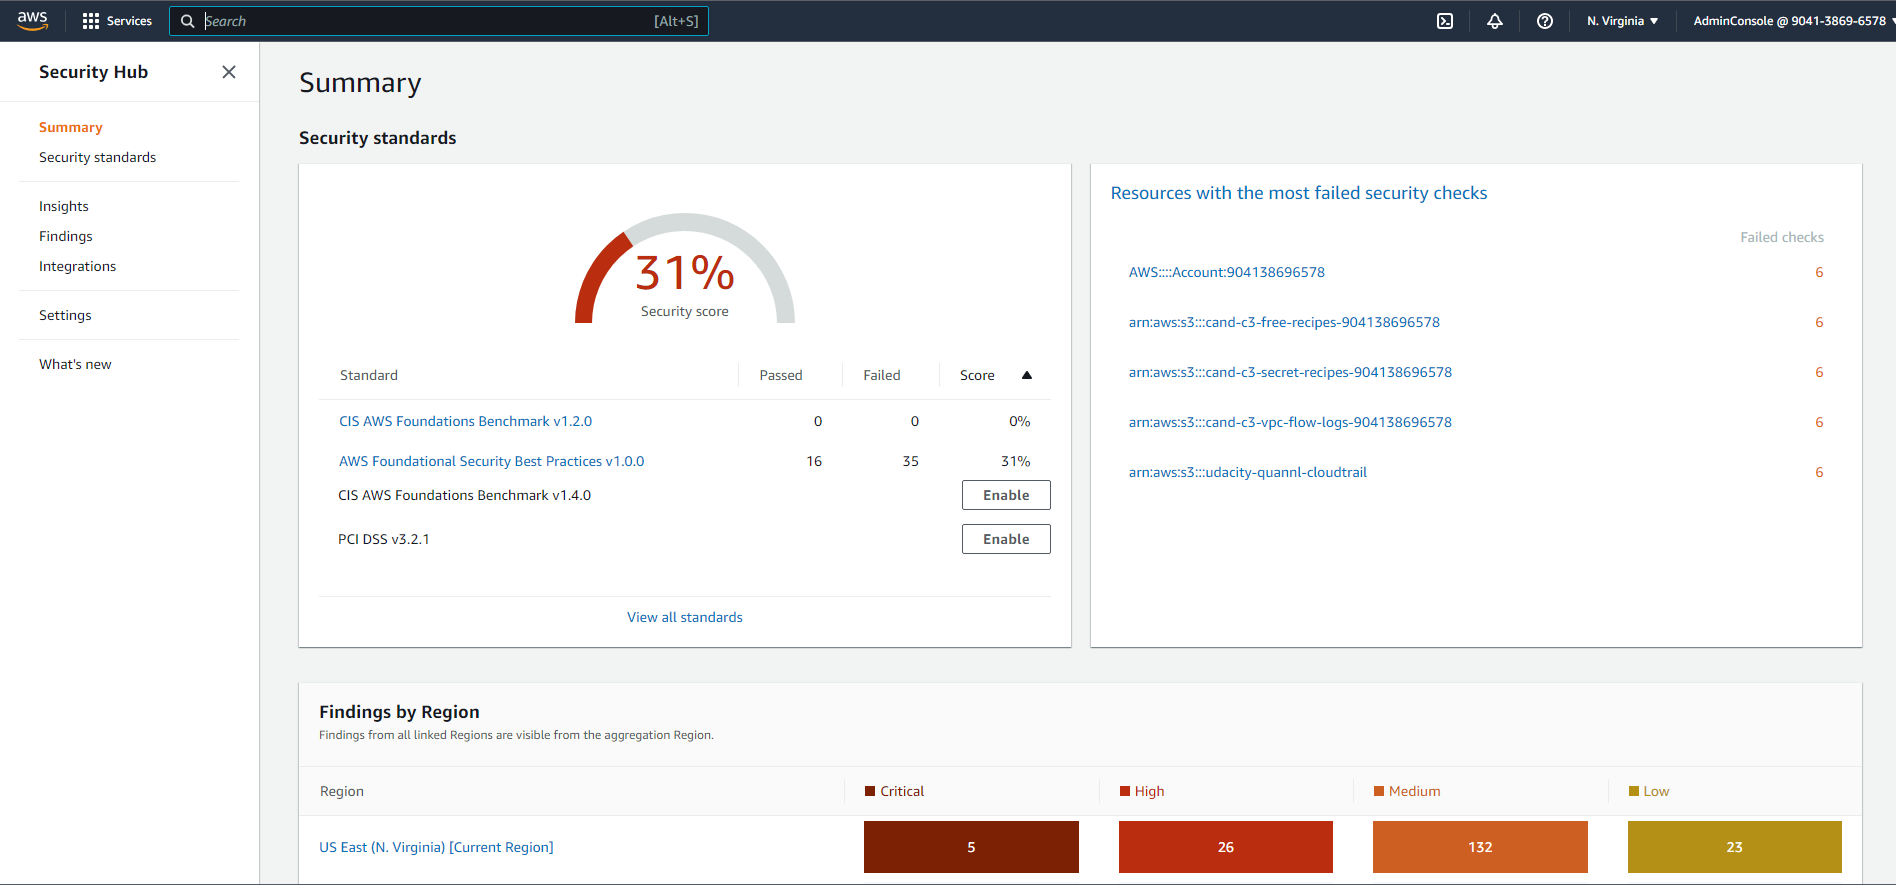 aws Services Search [Alt+S] N. Virginia AdminConsole @ 9041-3869-6578
Security Hub
Summary
Security standards
Insights
Findings
Integrations
Settings
What's new
Summary
Security standards
31%
Security score
Standard Passed Failed Score
CIS AWS Foundations Benchmark v1.2.0 0 0 0%
AWS Foundational Security Best Practices v1.0.0 16 35 31%
CIS AWS Foundations Benchmark v1.4.0 Enable
PCI DSS v3.2.1 Enable
View all standards
Resources with the most failed security checks
Failed checks
AWS::::Account:904138696578 6
arn:aws:s3:::cand-c3-free-recipes-904138696578 6
arn:aws:s3:::cand-c3-secret-recipes-904138696578 6
arn:aws:s3:::cand-c3-vpc-flow-logs-904138696578 6
arn:aws:s3:::udacity-quannl-cloudtrail 6
Findings by Region
Findings from all linked Regions are visible from the aggregation Region.
Region Critical High Medium Low
US East (N. Virginia) [Current Region] 5 26 132 23